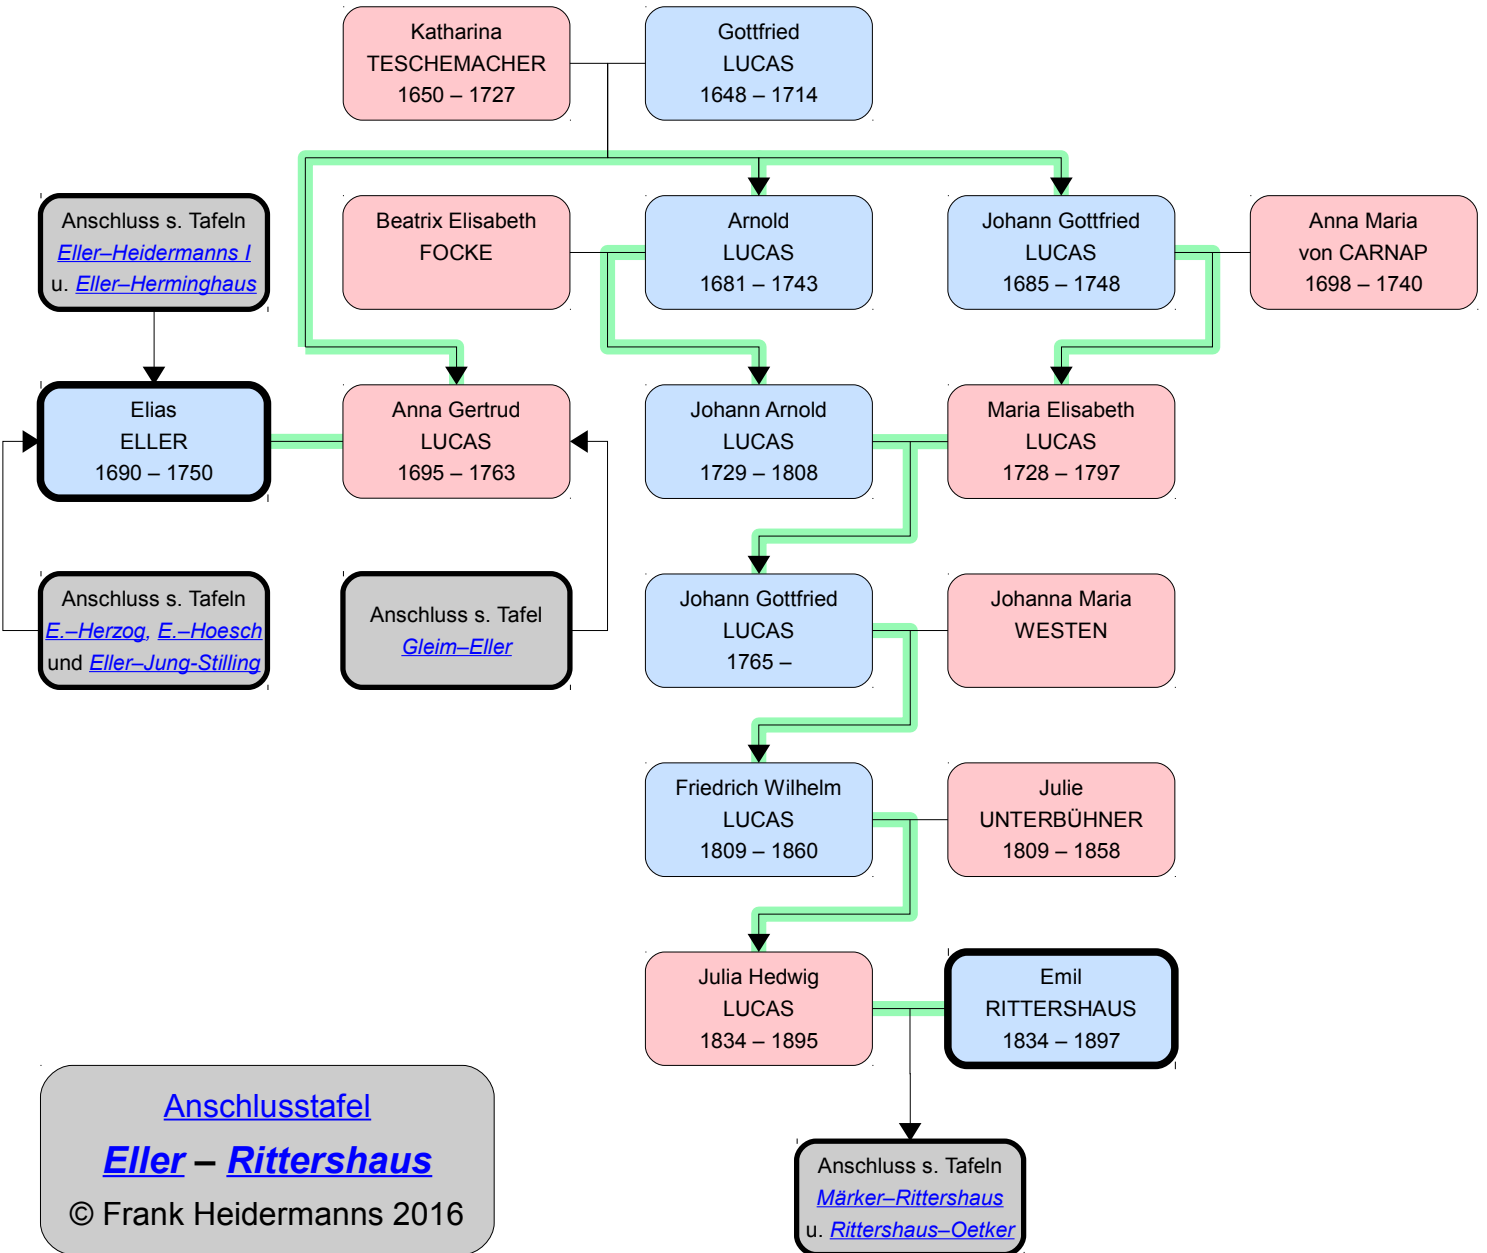 Katharina
TESCHEMACHER
1650 – 1727
Gottfried
LUCAS
1648 – 1714
Anschluss s. Tafeln
Eller–Heidermanns I
u. Eller–Herminghaus
Beatrix Elisabeth
FOCKE
Arnold
LUCAS
1681 – 1743
Johann Gottfried
LUCAS
1685 – 1748
Anna Maria
von CARNAP
1698 – 1740
Elias
ELLER
1690 – 1750
Anna Gertrud
LUCAS
1695 – 1763
Johann Arnold
LUCAS
1729 – 1808
Maria Elisabeth
LUCAS
1728 – 1797
Anschluss s. Tafeln
E.–Herzog, E.–Hoesch
und Eller–Jung-Stilling
Anschluss s. Tafel
Gleim–Eller
Johann Gottfried
LUCAS
1765 –
Johanna Maria
WESTEN
Friedrich Wilhelm
LUCAS
1809 – 1860
Julie
UNTERBÜHNER
1809 – 1858
Julia Hedwig
LUCAS
1834 – 1895
Emil
RITTERSHAUS
1834 – 1897
Anschlusstafel
Eller – Rittershaus
© Frank Heidermanns 2016
Anschluss s. Tafeln
Märker–Rittershaus
u. Rittershaus–Oetker